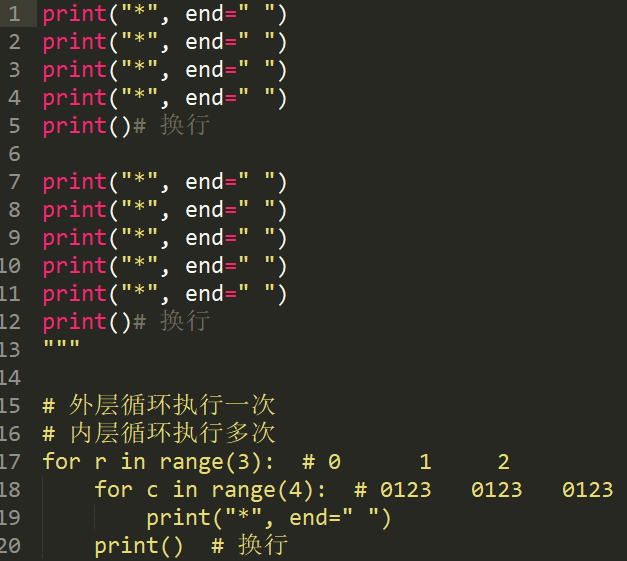 1 print("*", end=" ")
2 print("*", end=" ")
3 print("*", end=" ")
4 print("*", end=" ")
5 print()# 换行
6
7 print("*", end=" ")
8 print("*", end=" ")
9 print("*", end=" ")
10 print("*", end=" ")
11 print("*", end=" ")
12 print()# 换行
13 """
14
15 # 外层循环执行一次
16 # 内层循环执行多次
17 for r in range(3):  # 0      1     2
18     for c in range(4):  # 0123   0123   0123
19         print("*", end=" ")
20     print()  # 换行